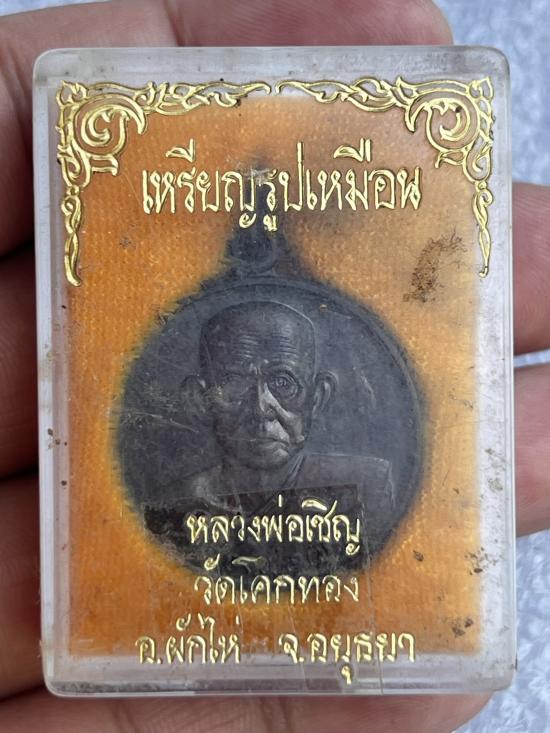 เหรียญรูปเหมือน
หลวงพ่อเชิญ
วัดโคกทอง
อ.ผักไห่ จ.อยุธยา